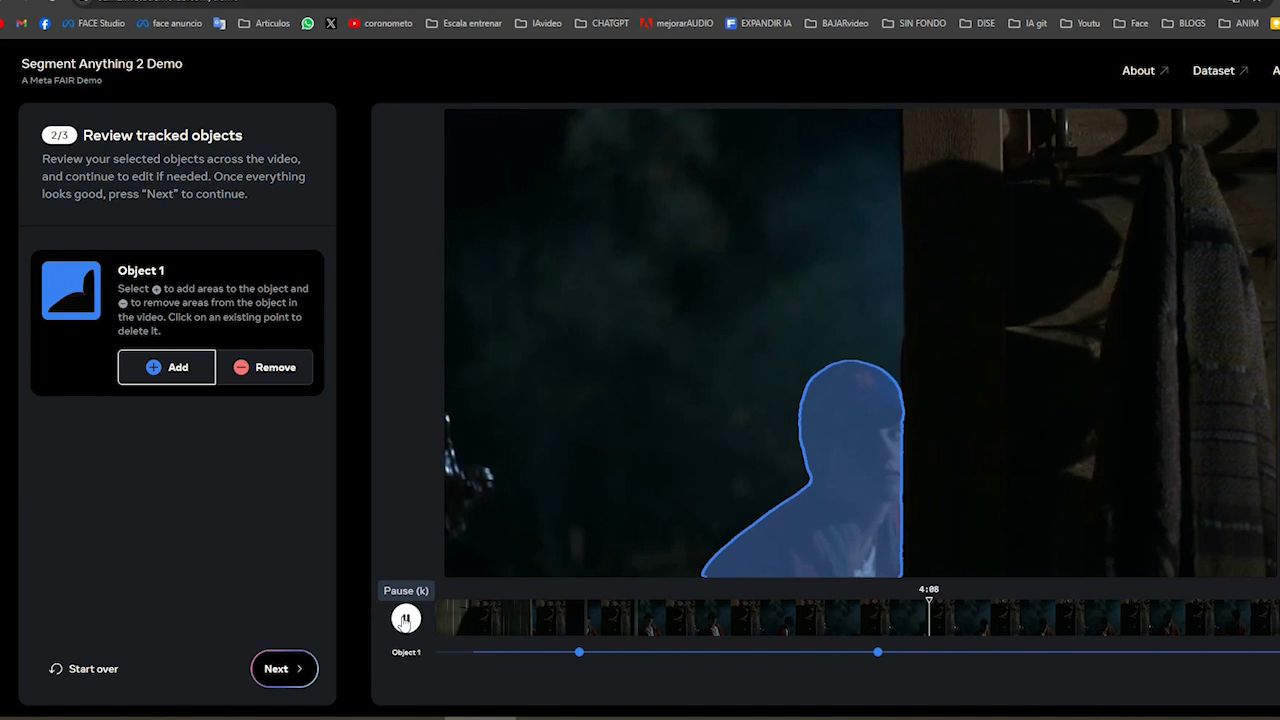 FACE Studio
face anuncio
Articulos
coronometo
Escala entrenar
IAvideo
CHATGPT
mejorarAUDIO
EXPANDIR IA
BAJARvideo
SIN FONDO
DISE
IA git
Youtu
Face
BLOGS
ANIM
Segment Anything 2 Demo
A Meta FAIR Demo
About
Dataset
A
2/3 Review tracked objects
Review your selected objects across the video,
and continue to edit if needed. Once everything
looks good, press “Next” to continue.
Object 1
Select + to add areas to the object and
- to remove areas from the object in
the video. Click on an existing point to
delete it.
Add
Remove
Pause (k)
4:08
Object 1
Start over
Next